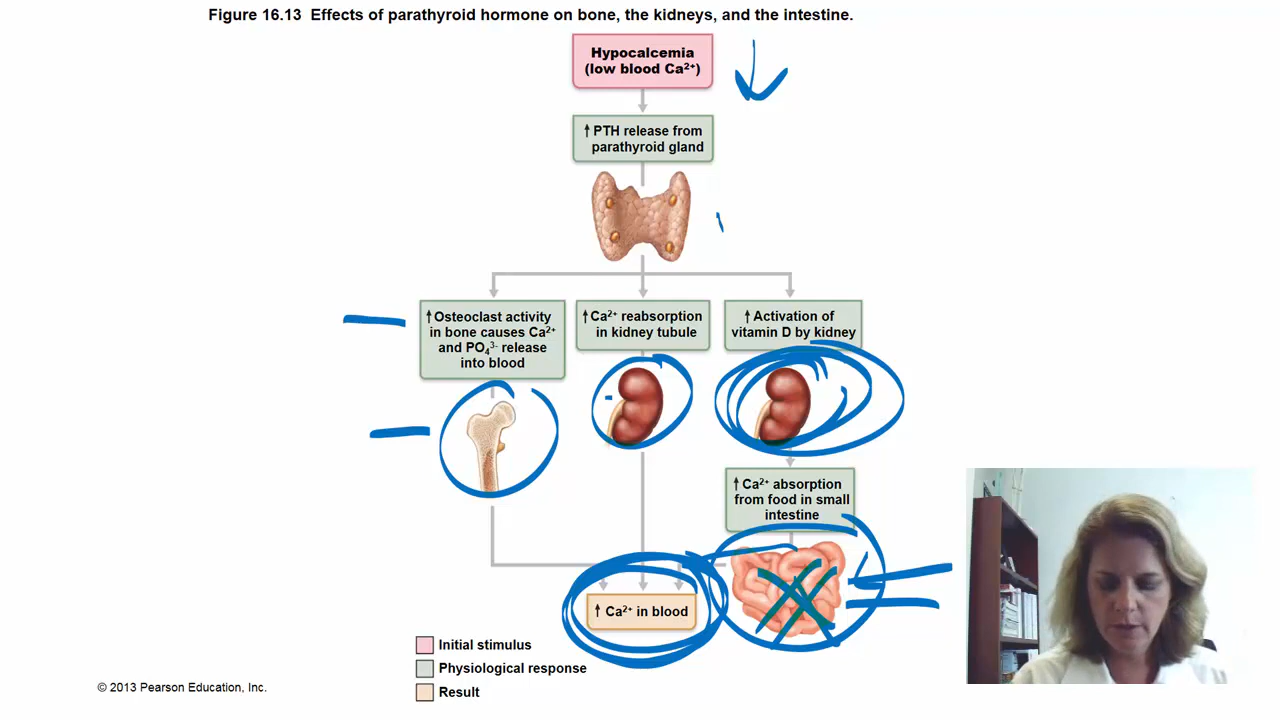 Figure 16.13 Effects of parathyroid hormone on bone, the kidneys, and the intestine.
Hypocalcemia
(low blood Ca²⁺)
↑ PTH release from
parathyroid gland
↑ Osteoclast activity
in bone causes Ca²⁺
and PO₄³⁻ release
into blood
↑ Ca²⁺ reabsorption
in kidney tubule
↑ Activation of
vitamin D by kidney
↑ Ca²⁺ absorption
from food in small
intestine
↑ Ca²⁺ in blood
Initial stimulus
Physiological response
Result
© 2013 Pearson Education, Inc.